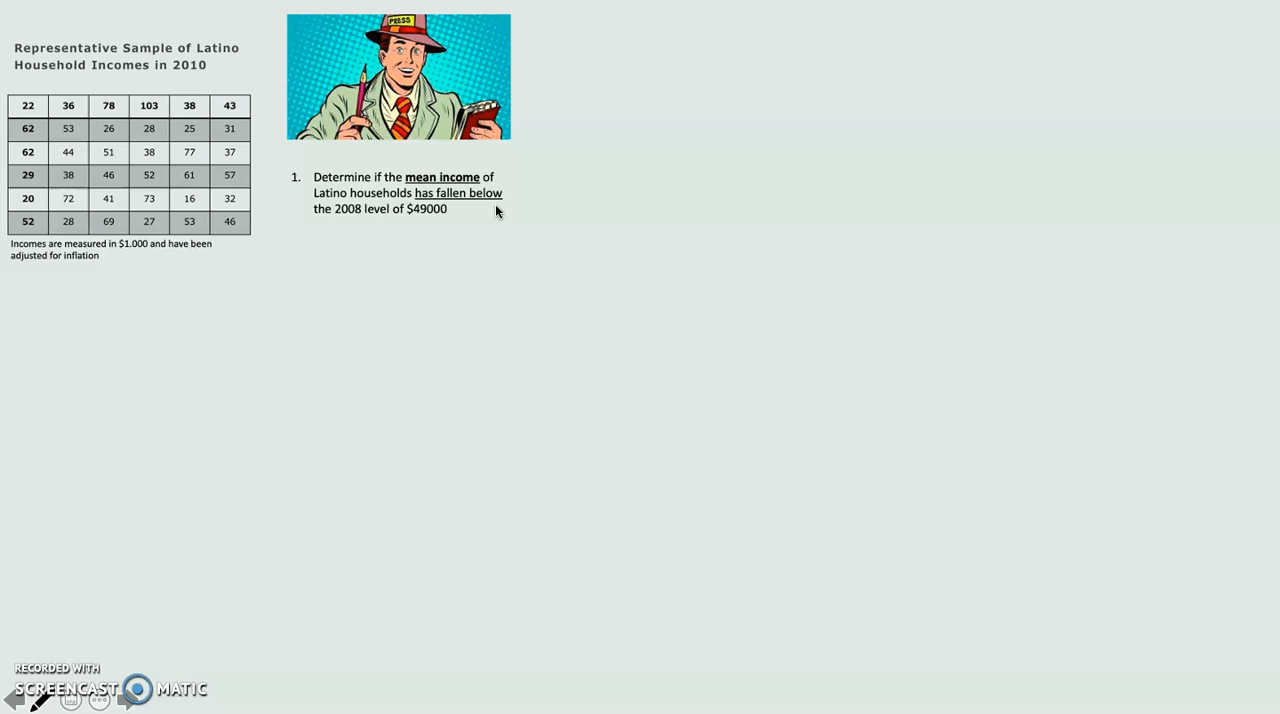 Representative Sample of Latino
Household Incomes in 2010
22 36 78 103 38 43
62 53 26 28 25 31
62 44 51 38 77 37
29 38 46 52 61 57
20 72 41 73 16 32
52 28 69 27 53 46
Incomes are measured in $1.000 and have been
adjusted for inflation
PRESS
1. Determine if the mean income of
Latino households has fallen below
the 2008 level of $49000
RECORDED WITH
SCREENCAST MATIC